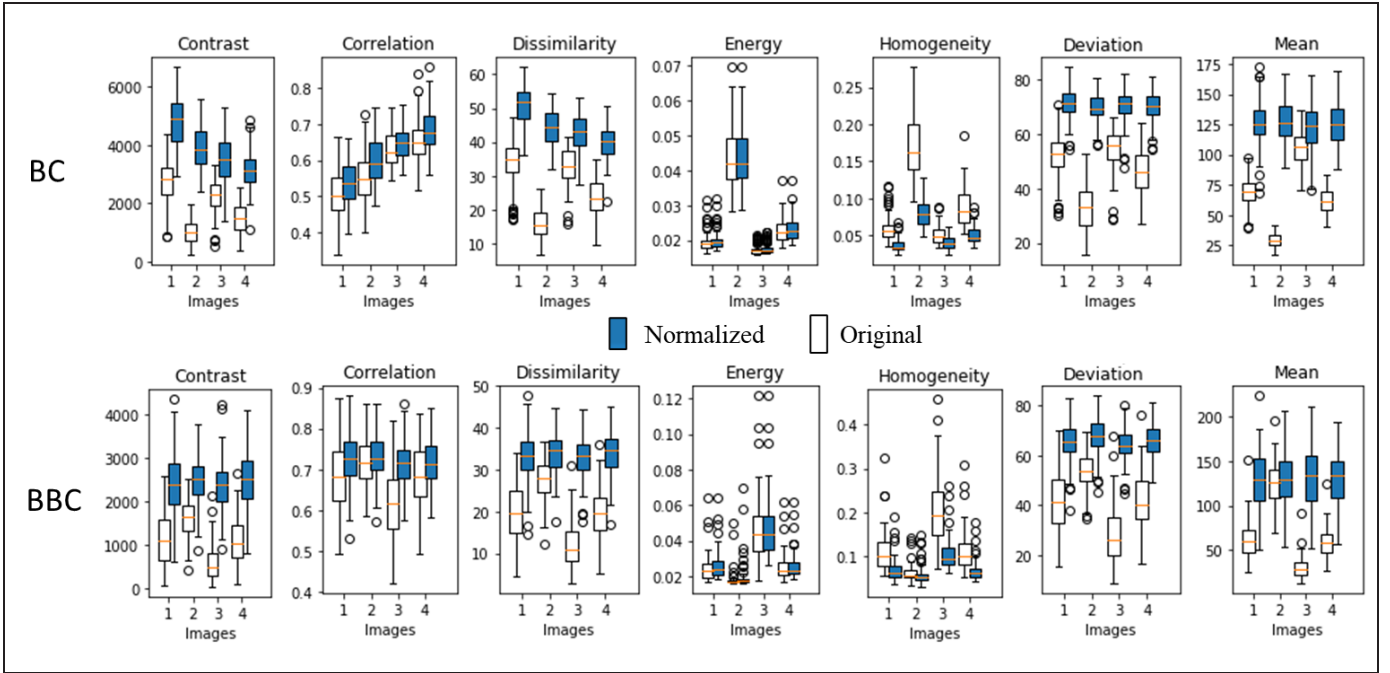 Contrast Correlation Dissimilarity Energy Homogeneity Deviation Mean
BC
6000
4000
2000
0
1 2 3 4
Images
0.8
0.7
0.6
0.5
0.4
1 2 3 4
Images
60
50
40
30
20
10
1 2 3 4
Images
0.07
0.06
0.05
0.04
0.03
0.02
1 2 3 4
Images
0.25
0.20
0.15
0.10
0.05
1 2 3 4
Images
80
60
40
20
1 2 3 4
Images
175
150
125
100
75
50
25
1 2 3 4
Images
Normalized Original
Contrast Correlation Dissimilarity Energy Homogeneity Deviation Mean
BBC
4000
3000
2000
1000
0
1 2 3 4
Images
0.9
0.8
0.7
0.6
0.5
0.4
1 2 3 4
Images
50
40
30
20
10
1 2 3 4
Images
0.12
0.10
0.08
0.06
0.04
0.02
1 2 3 4
Images
0.4
0.3
0.2
0.1
1 2 3 4
Images
80
60
40
20
1 2 3 4
Images
200
150
100
50
1 2 3 4
Images